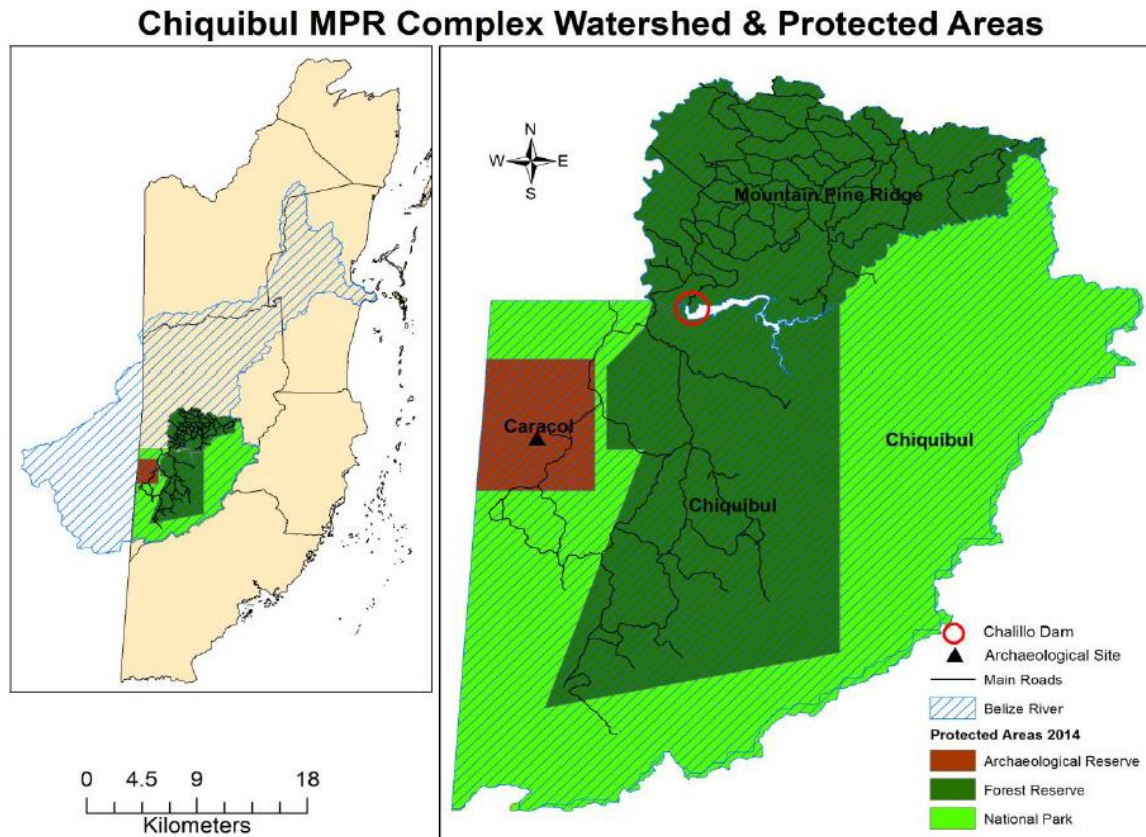 Chiquibul MPR Complex Watershed & Protected Areas
N
W E
S
Mountain Pine Ridge
Caracol
Chiquibul
Chiquibul
Chalillo Dam
Archaeological Site
Main Roads
Belize River
Protected Areas 2014
Archaeological Reserve
Forest Reserve
National Park
0 4.5 9 18
Kilometers